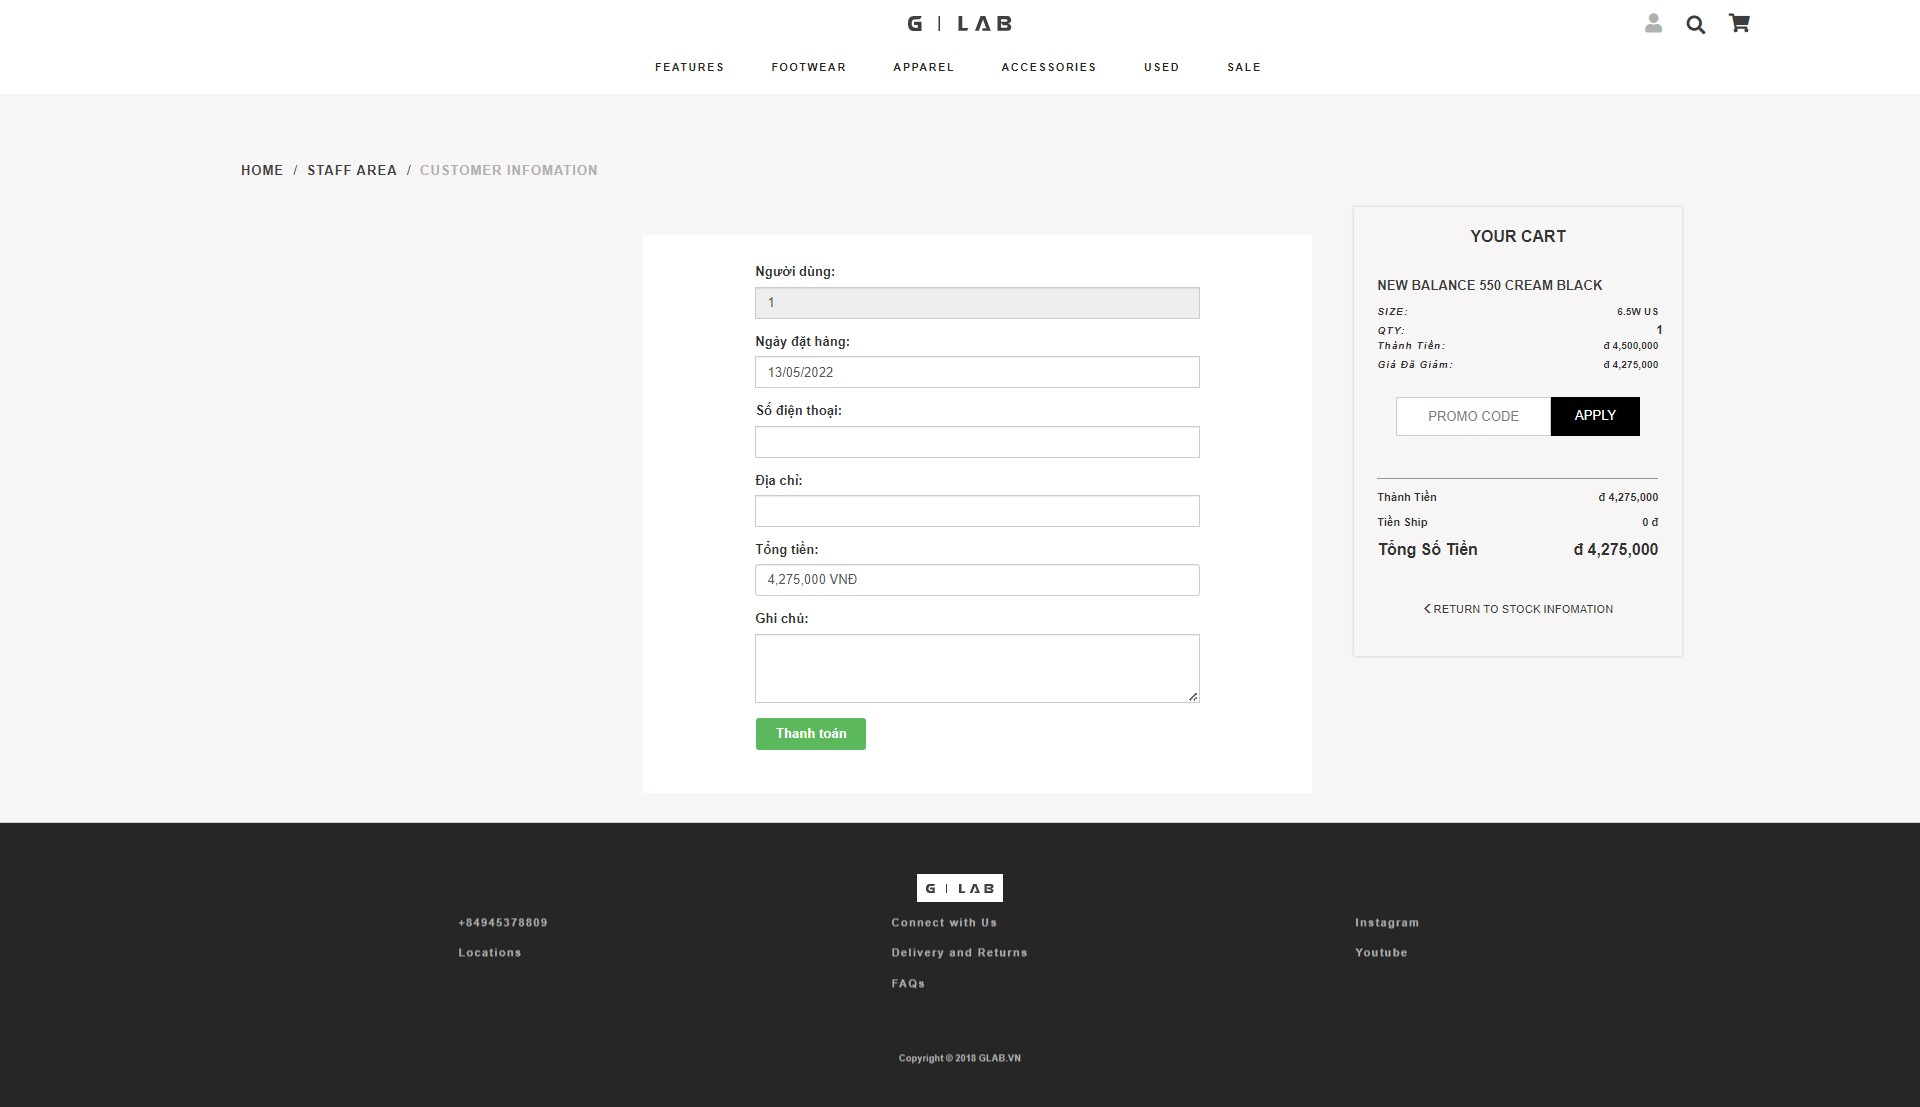 G | LAB
FEATURES FOOTWEAR APPAREL ACCESSORIES USED SALE
HOME / STAFF AREA / CUSTOMER INFOMATION
Người dùng:
1
Ngày đặt hàng:
13/05/2022
Số điện thoại:
Địa chỉ:
Tổng tiền:
4,275,000 VNĐ
Ghi chú:
Thanh toán
YOUR CART
NEW BALANCE 550 CREAM BLACK
SIZE: 6.5W US
QTY: 1
Thành Tiền: đ 4,500,000
Giá Đã Giảm: đ 4,275,000
PROMO CODE APPLY
Thành Tiền đ 4,275,000
Tiền Ship 0 đ
Tổng Số Tiền đ 4,275,000
< RETURN TO STOCK INFOMATION
G | LAB
+84945378809
Locations
Connect with Us
Delivery and Returns
FAQs
Instagram
Youtube
Copyright © 2018 GLAB.VN